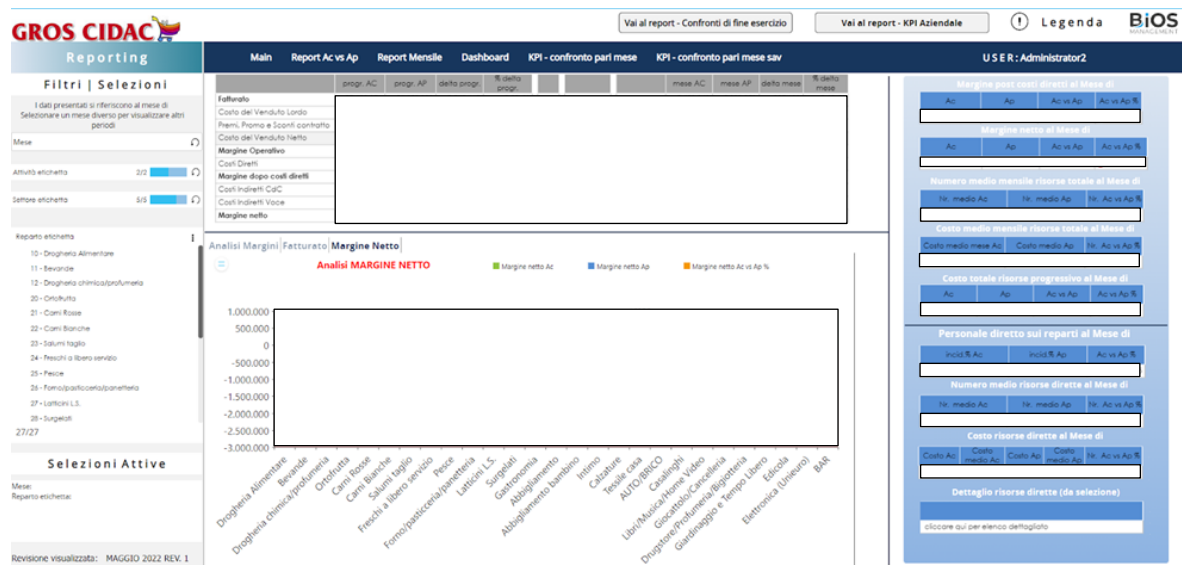 GROS CIDAC
Vai al report - Confronti di fine esercizio
Vai al report - KPI Aziendale
! Legenda
BiOS
MANAGEMENT
Reporting
Main Report Ac vs Ap Report Mensile Dashboard KPI - confronto pari mese KPI - confronto pari mese sav
USER: Administrator2
Filtri | Selezioni
I dati presentati si riferiscono al mese di
Selezionare un mese diverso per visualizzare altri
periodi
Mese
Attività etichetta 2/2
Settore etichetta 5/5
Reparto etichetta
10 - Drogheria Alimentare
11 - Bevande
12 - Drogheria chimica/profumeria
20 - Ortofrutta
21 - Carni Rosse
22 - Carni Bianche
23 - Salumi taglio
24 - Freschi a libero servizio
25 - Pesce
26 - Forno/pasticceria/panetteria
27 - Latticini L.S.
28 - Surgelati
27/27
Selezioni Attive
Mese:
Reparto etichetta:
Revisione visualizzata: MAGGIO 2022 REV. 1
progr. AC progr. AP delta progr. % delta progr. mese AC mese AP delta mese % delta mese
Fatturato
Costo del Venduto Lordo
Premi, Promo e Sconti contratto
Costo del Venduto Netto
Margine Operativo
Costi Diretti
Margine dopo costi diretti
Costi Indiretti CdC
Costi Indiretti Voce
Margine netto
Analisi Margini Fatturato Margine Netto
Analisi MARGINE NETTO
Margine netto Ac Margine netto Ap Margine netto Ac vs Ap %
1.000.000
500.000
0
-500.000
-1.000.000
-1.500.000
-2.000.000
-2.500.000
-3.000.000
Drogheria Alimentare
Bevande
Drogheria chimica/profumeria
Ortofrutta
Carni Rosse
Carni Bianche
Salumi taglio
Freschi a libero servizio
Pesce
Forno/pasticceria/panetteria
Latticini L.S.
Surgelati
Gastronomia
Abbigliamento
Abbigliamento bambino
Intimo
Calzature
Tessile casa
AUTO/BRICO
Casalinghi
Libri/Musica/Home Video
Giocattolo/Cancelleria
Drugstore/Profumeria/Bigiotteria
Giardinaggio e Tempo Libero
Edicola
Elettronica (Unieuro)
BAR
Margine post costi diretti al Mese di
Ac Ap Ac vs Ap Ac vs Ap %
Margine netto al Mese di
Ac Ap Ac vs Ap Ac vs Ap %
Numero medio mensile risorse totale al Mese di
Nr. medio Ac Nr. medio Ap Nr. Ac vs Ap %
Costo medio mensile risorse totale al Mese di
Costo medio mese Ac Costo medio Ap Nr. Ac vs Ap %
Costo totale risorse progressivo al Mese di
Ac Ap Ac vs Ap Ac vs Ap %
Personale diretto sui reparti al Mese di
incid.% Ac incid.% Ap Ac vs Ap %
Numero medio risorse dirette al Mese di
Nr. medio Ac Nr. medio Ap Nr. Ac vs Ap %
Costo risorse dirette al Mese di
Costo Ac Costo medio Ac Costo Ap Costo medio Ap Nr. Ac vs Ap %
Dettaglio risorse dirette (da selezione)
cliccare qui per elenco dettagliato